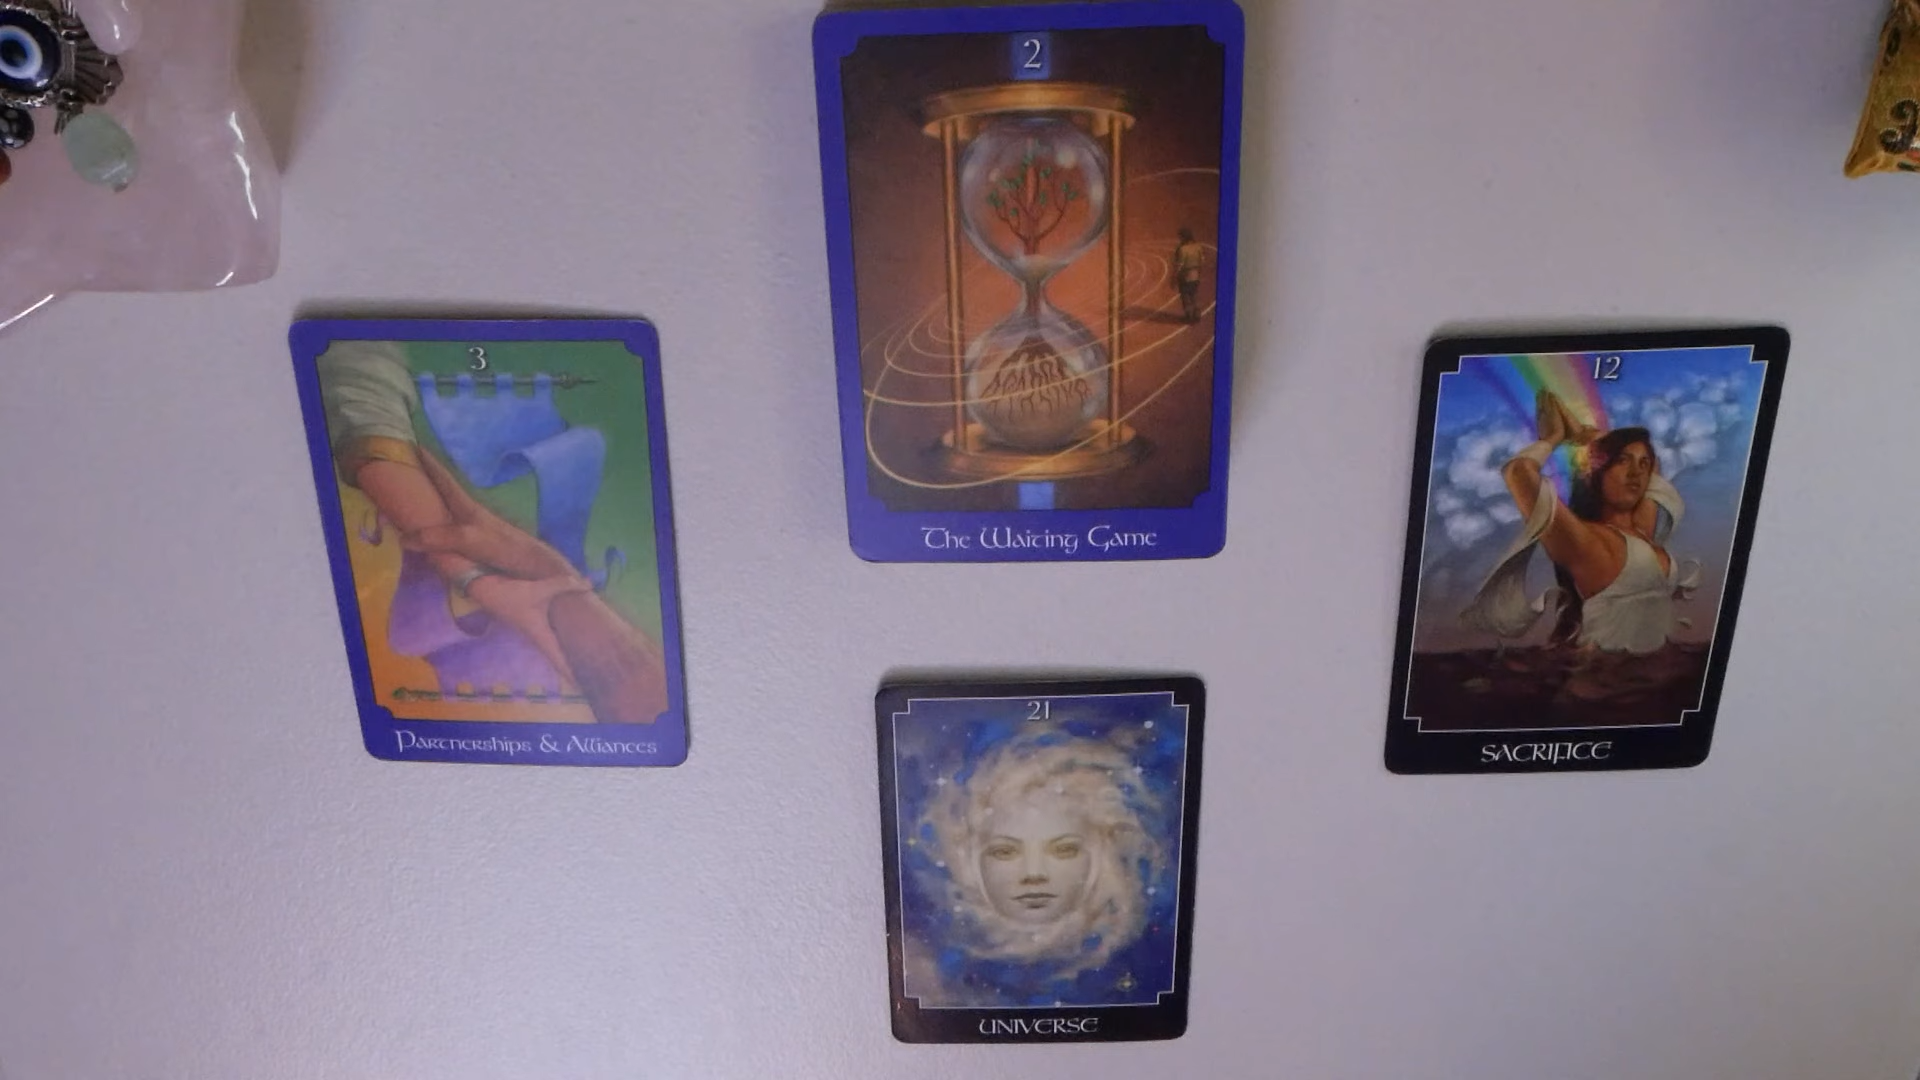 2
The Waiting Game
3
Partnerships & Alliances
12
SACRIFICE
21
UNIVERSE